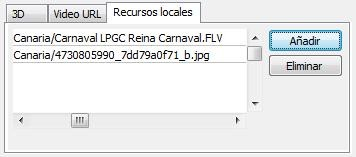 3D Video URL Recursos locales
Canaria/Carnaval LPGC Reina Carnaval.FLV
Canaria/4730805990_7dd79a0f71_b.jpg
Añadir
Eliminar